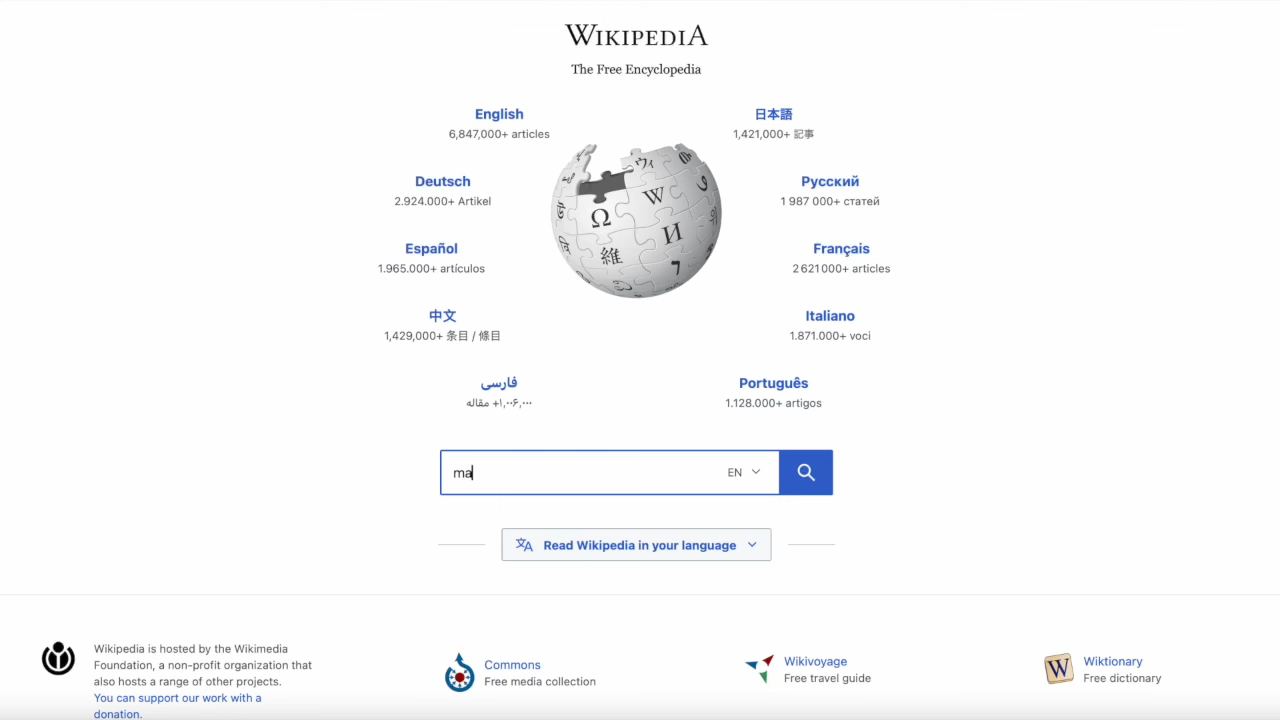 WIKIPEDIA
The Free Encyclopedia
English
6,847,000+ articles
日本語
1,421,000+ 記事
Deutsch
2.924.000+ Artikel
Русский
1 987 000+ статей
Español
1.965.000+ artículos
Français
2 621 000+ articles
中文
1,429,000+ 条目 / 條目
Italiano
1.871.000+ voci
فارسی
۱٬۰۰۶٬۰۰۰+ مقاله
Português
1.128.000+ artigos
Ω
W
И
維
ウィ
ma
EN
Read Wikipedia in your language
Wikipedia is hosted by the Wikimedia
Foundation, a non-profit organization that
also hosts a range of other projects.
You can support our work with a
donation.
Commons
Free media collection
Wikivoyage
Free travel guide
W
Wiktionary
Free dictionary